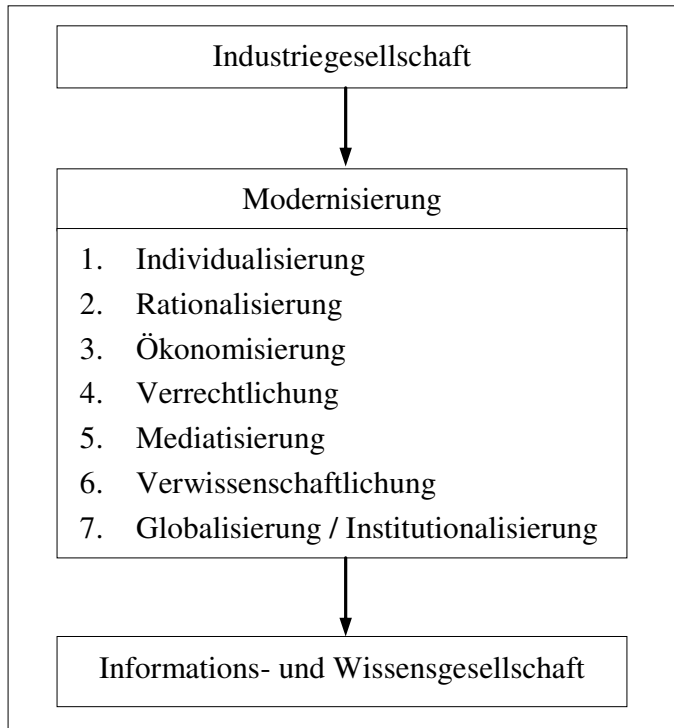 Industriegesellschaft
Modernisierung
1. Individualisierung
2. Rationalisierung
3. Ökonomisierung
4. Verrechtlichung
5. Mediatisierung
6. Verwissenschaftlichung
7. Globalisierung / Institutionalisierung
Informations- und Wissensgesellschaft